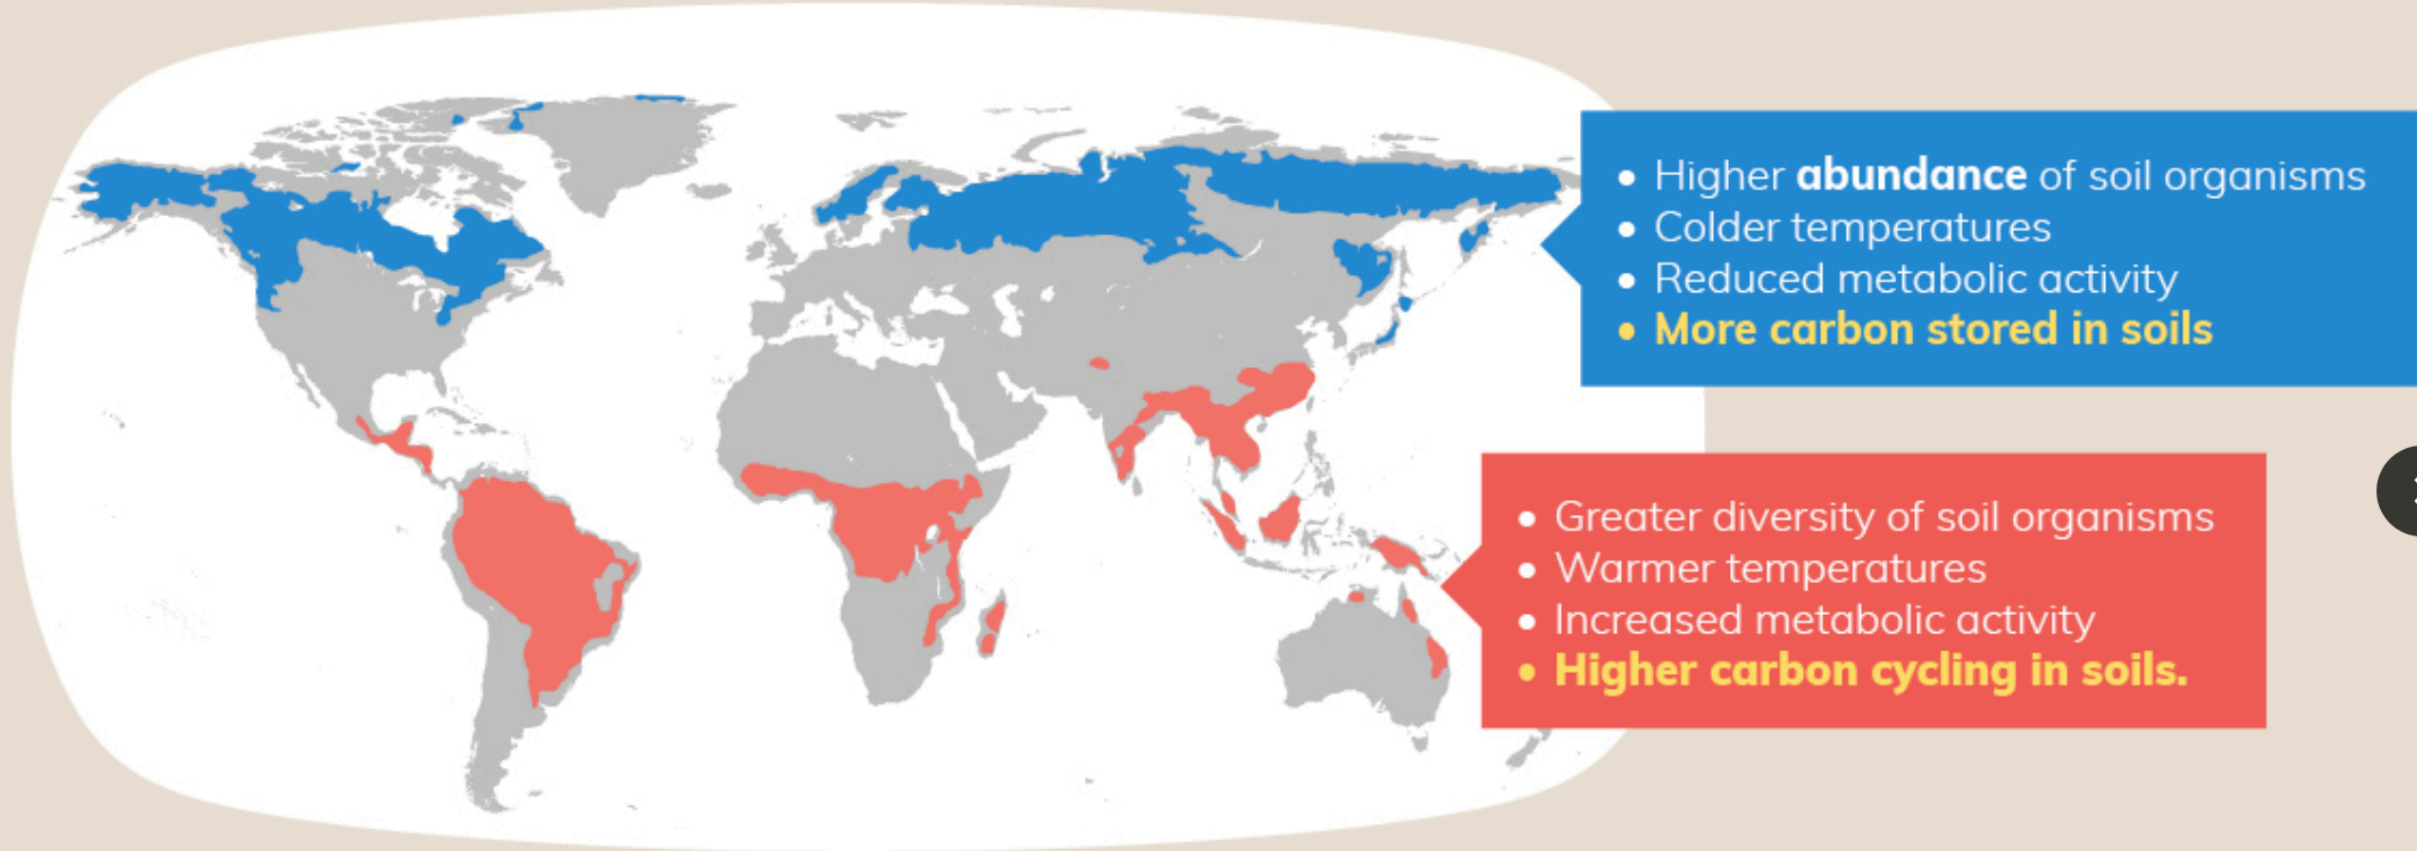 • Higher abundance of soil organisms
• Colder temperatures
• Reduced metabolic activity
• More carbon stored in soils
• Greater diversity of soil organisms
• Warmer temperatures
• Increased metabolic activity
• Higher carbon cycling in soils.